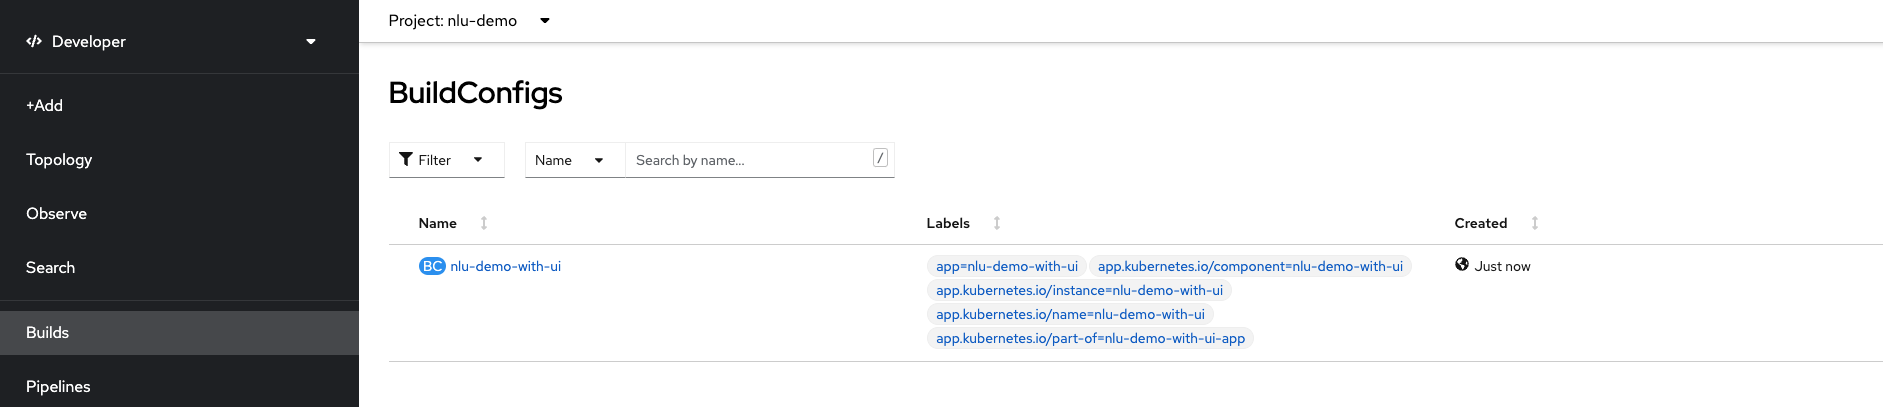 Developer
+Add
Topology
Observe
Search
Builds
Pipelines
Project: nlu-demo
BuildConfigs
Filter
Name
Search by name...
/
Name Labels Created
BC nlu-demo-with-ui
app=nlu-demo-with-ui app.kubernetes.io/component=nlu-demo-with-ui
app.kubernetes.io/instance=nlu-demo-with-ui
app.kubernetes.io/name=nlu-demo-with-ui
app.kubernetes.io/part-of=nlu-demo-with-ui-app
Just now